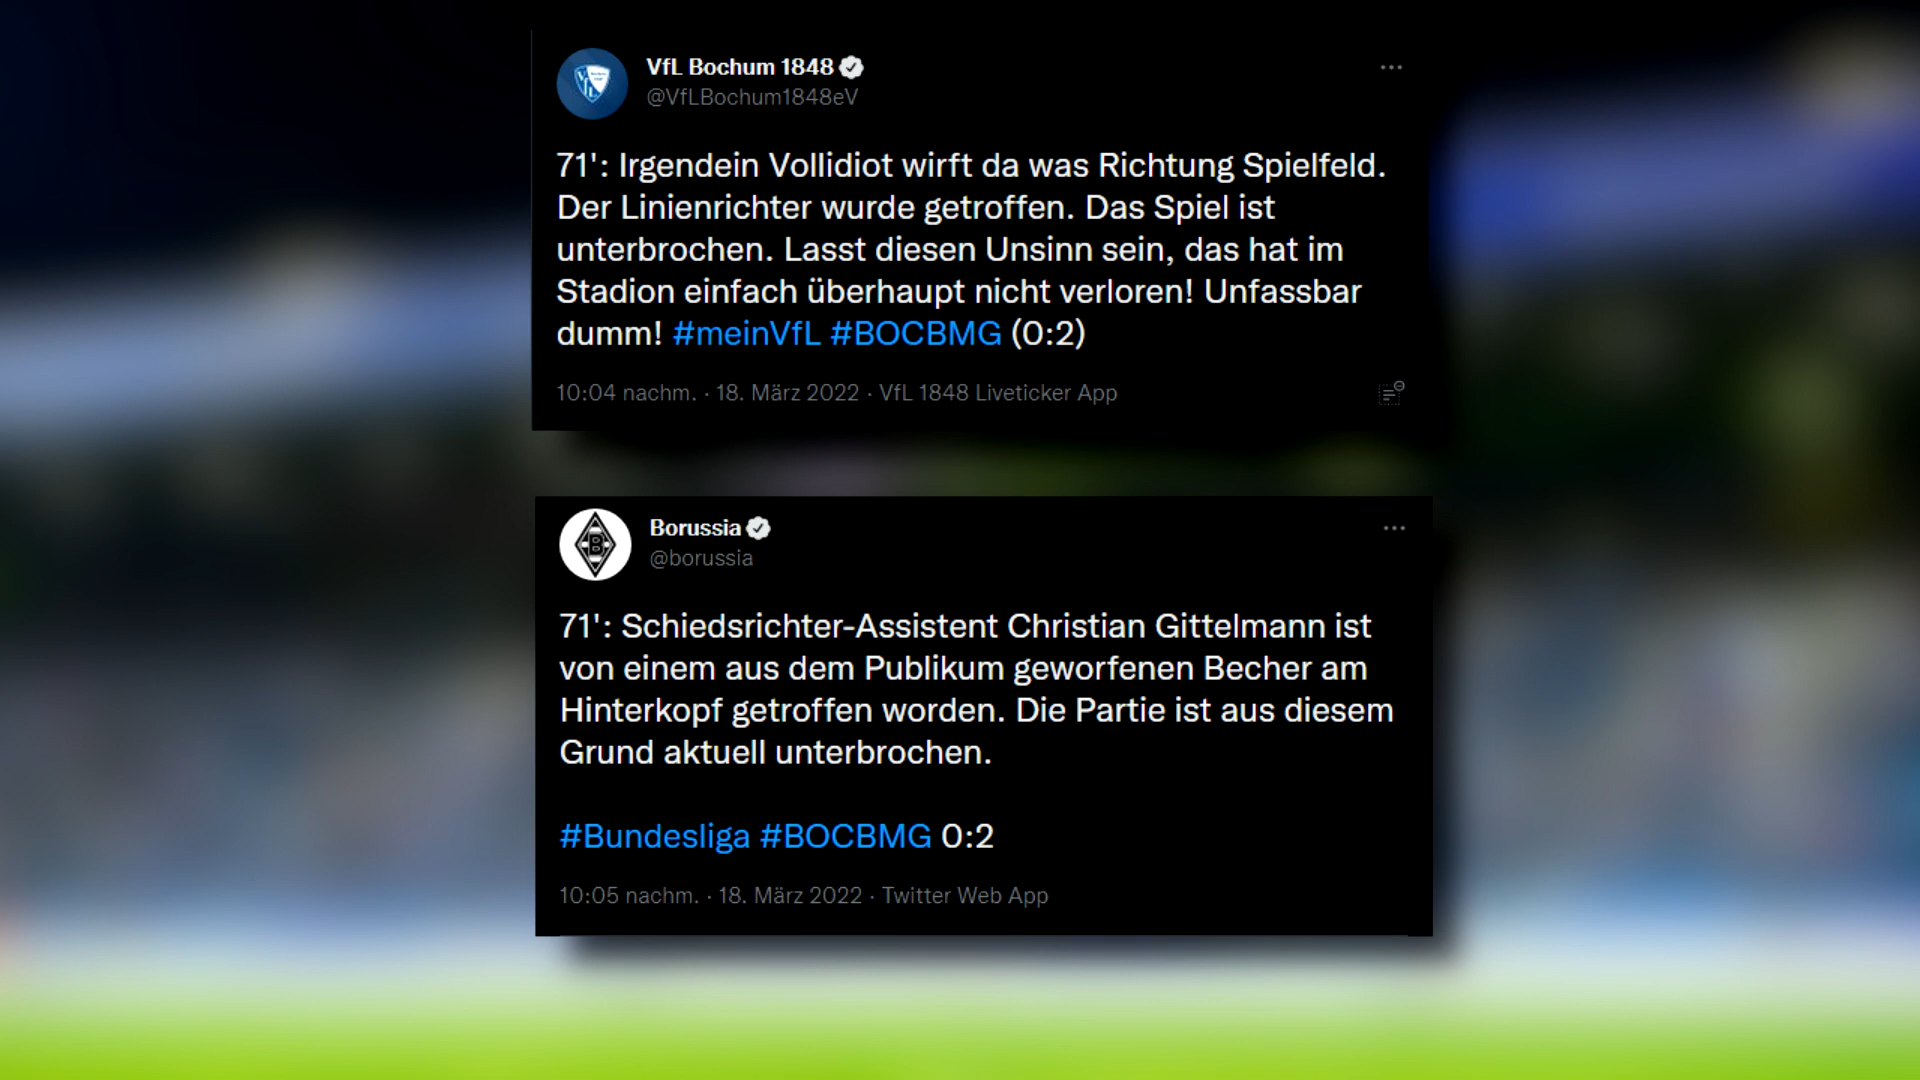 VfL Bochum 1848
@VfLBochum1848eV
71': Irgendein Vollidiot wirft da was Richtung Spielfeld.
Der Linienrichter wurde getroffen. Das Spiel ist
unterbrochen. Lasst diesen Unsinn sein, das hat im
Stadion einfach überhaupt nicht verloren! Unfassbar
dumm! #meinVfL #BOCBMG (0:2)
10:04 nachm. · 18. März 2022 · VfL 1848 Liveticker App
Borussia
@borussia
71': Schiedsrichter-Assistent Christian Gittelmann ist
von einem aus dem Publikum geworfenen Becher am
Hinterkopf getroffen worden. Die Partie ist aus diesem
Grund aktuell unterbrochen.
#Bundesliga #BOCBMG 0:2
10:05 nachm. · 18. März 2022 · Twitter Web App